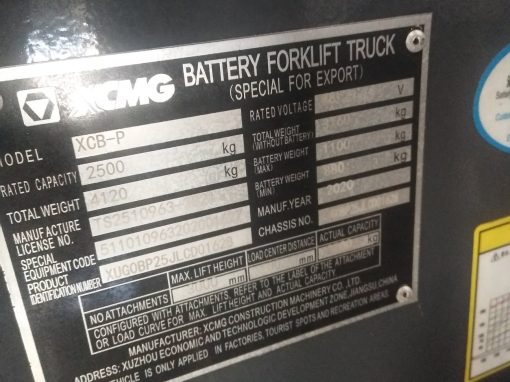 XCMG BATTERY FORKLIFT TRUCK
(SPECIAL FOR EXPORT)
MODEL XCB-P RATED VOLTAGE V
RATED CAPACITY 2500 kg TOTAL WEIGHT (WITHOUT BATTERY) kg
TOTAL WEIGHT 4120 kg BATTERY WEIGHT (MAX) 1100 kg
MANUFACTURE LICENSE NO. BATTERY WEIGHT (MIN) kg
SPECIAL EQUIPMENT CODE MANUF.YEAR 2020
PRODUCT IDENTIFICATION NUMBER CHASSIS NO.
MAX. LIFT HEIGHT LOAD CENTER DISTANCE ACTUAL CAPACITY
NO ATTACHMENTS mm mm kg
CONFIGURED WITH ATTACHMENTS, REFER TO THE LABEL OF THE ATTACHMENT
OR LOAD CURVE FOR MAX. LIFT HEIGHT AND ACTUAL CAPACITY.
MANUFACTURER: XCMG CONSTRUCTION MACHINERY CO., LTD
ADDRESS: XUZHOU ECONOMIC AND TECHNOLOGIC DEVELOPMENT ZONE, JIANGSU, CHINA
VEHICLE IS ONLY APPLIED IN FACTORIES, TOURIST SPOTS AND RECREATION AREAS.